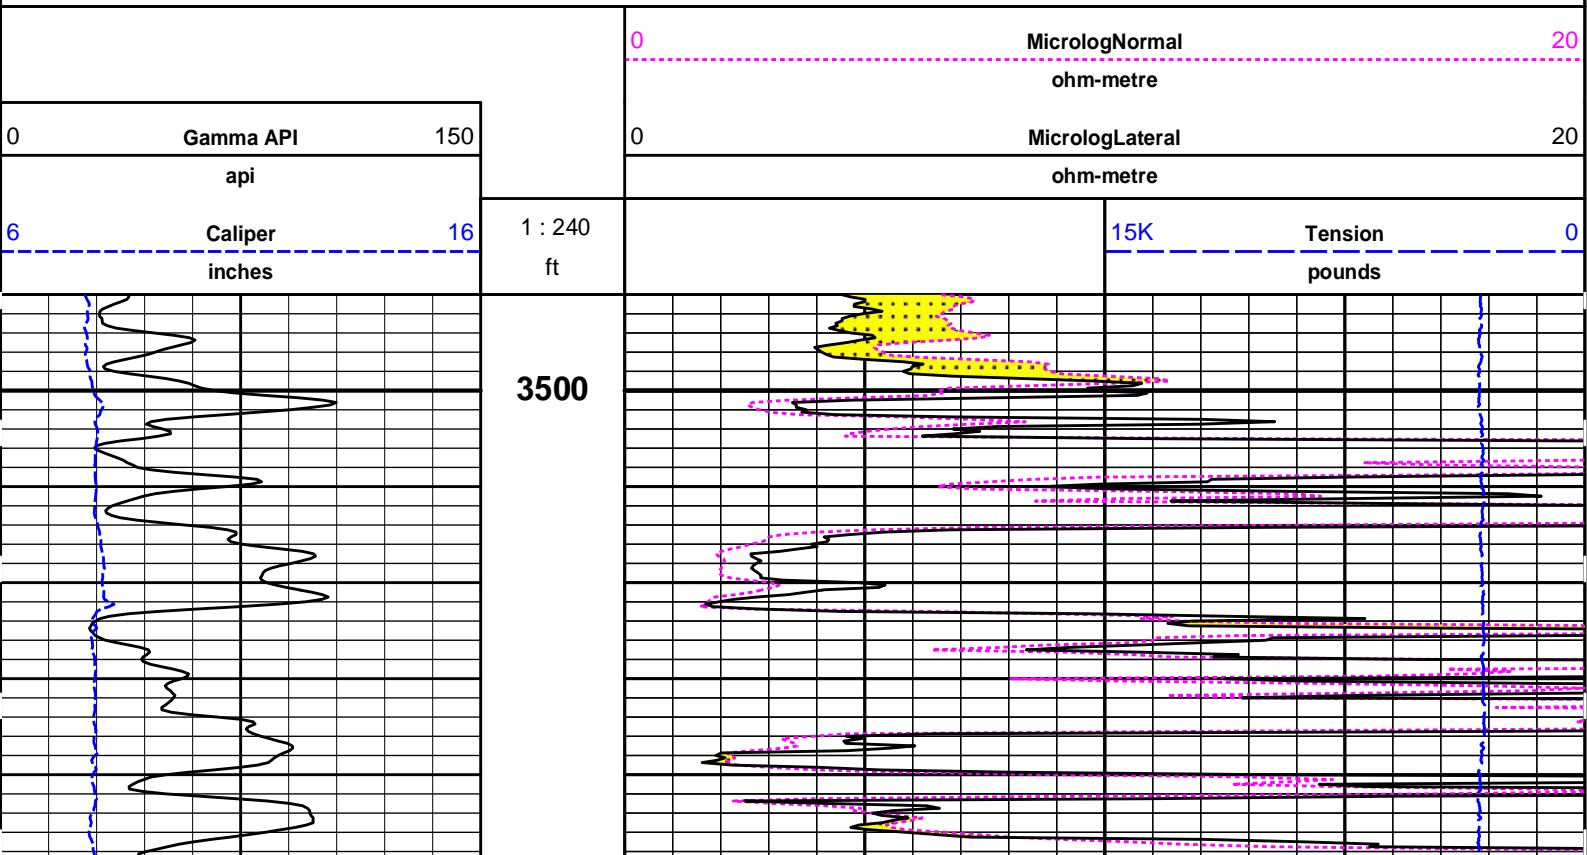 0 MicrologNormal 20
ohm-metre
0 Gamma API 150
0 MicrologLateral 20
api
ohm-metre
6 Caliper 16
inches
1 : 240
ft
15K Tension 0
pounds
3500